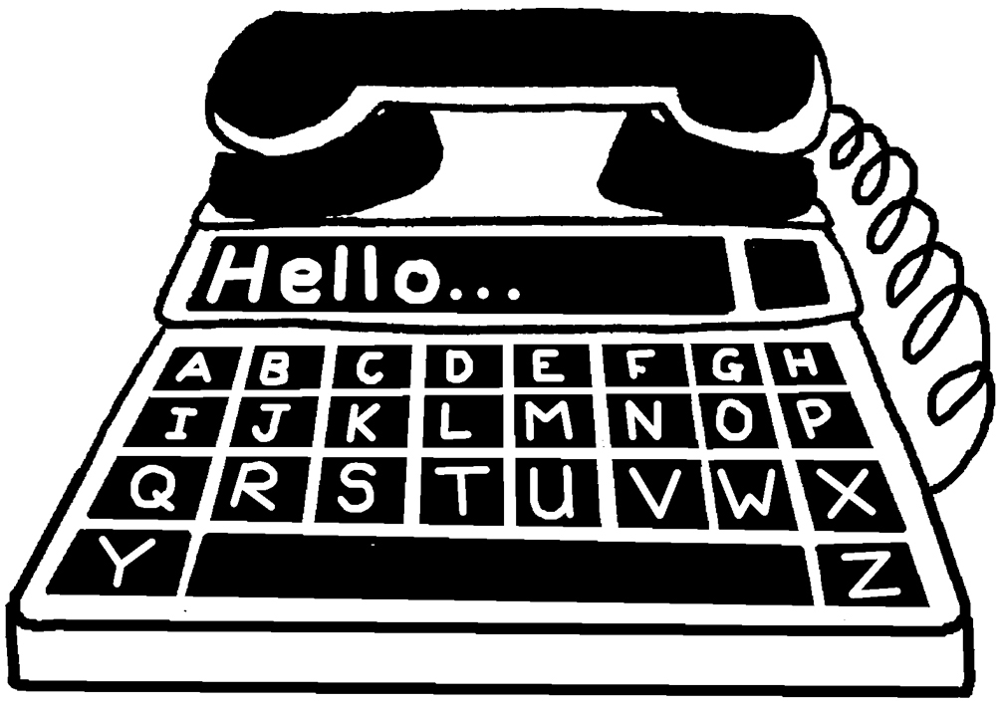 Hello...
A B C D E F G H
I J K L M N O P
Q R S T U V W X
Y Z